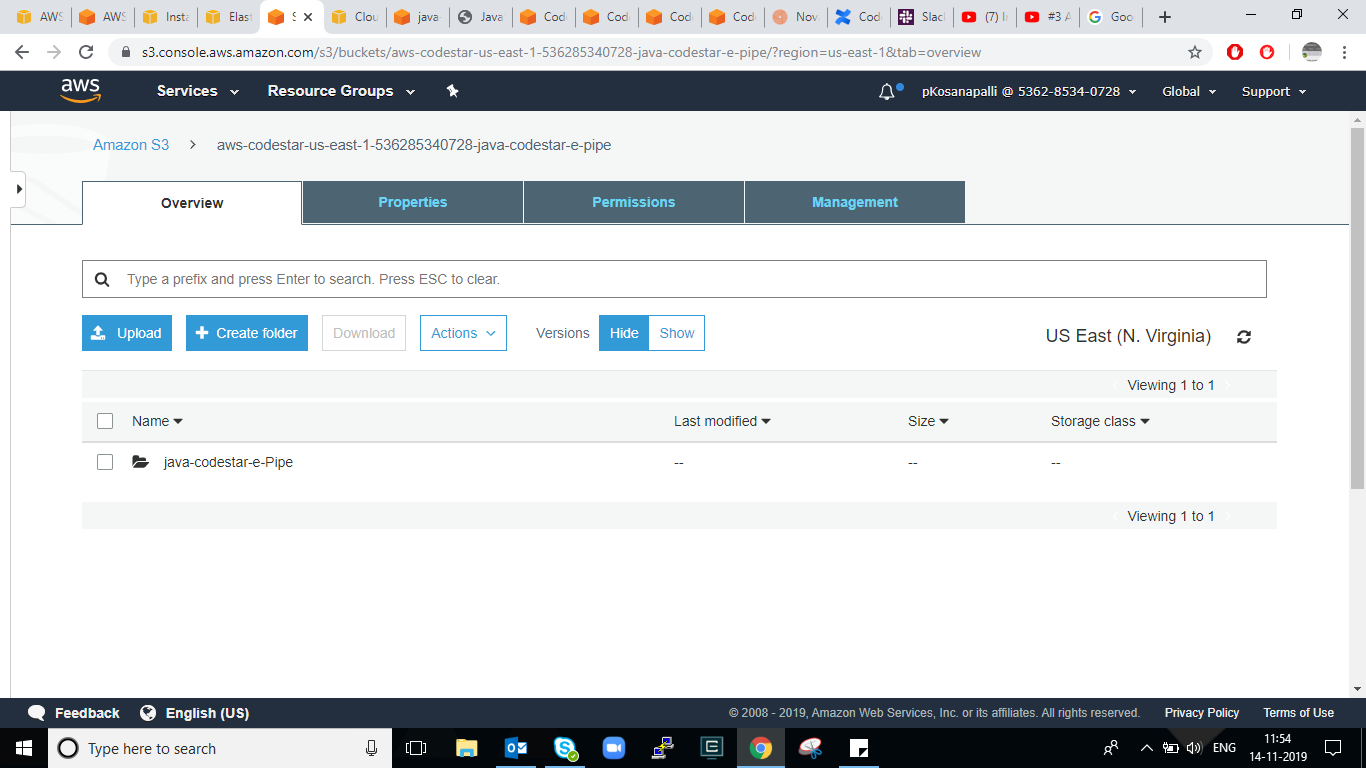 AWS
AWS
Insta
Elas
S
Clou
java-
Java
Cod
Cod
Cod
Cod
Nov
Cod
Slac
(7) I
#3 A
Goo
s3.console.aws.amazon.com/s3/buckets/aws-codestar-us-east-1-536285340728-java-codestar-e-pipe/?region=us-east-1&tab=overview
aws Services Resource Groups pKosanapalli @ 5362-8534-0728 Global Support
Amazon S3 > aws-codestar-us-east-1-536285340728-java-codestar-e-pipe
Overview Properties Permissions Management
Type a prefix and press Enter to search. Press ESC to clear.
Upload + Create folder Download Actions Versions Hide Show US East (N. Virginia)
Viewing 1 to 1
Name Last modified Size Storage class
java-codestar-e-Pipe -- -- --
Viewing 1 to 1
Feedback English (US) © 2008 - 2019, Amazon Web Services, Inc. or its affiliates. All rights reserved. Privacy Policy Terms of Use
Type here to search ENG 11:54
14-11-2019